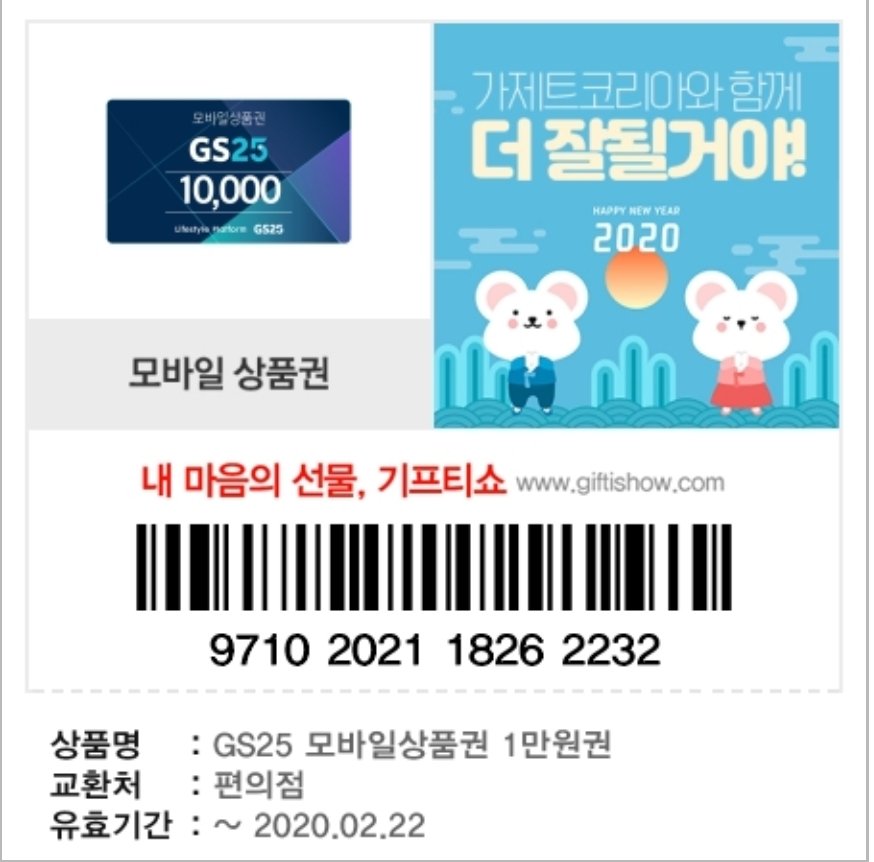 모바일상품권
GS25
10,000
Lifestyle Platform GS25
모바일 상품권
가제트코리아와 함께
더 잘될거야!
HAPPY NEW YEAR
2020
내 마음의 선물, 기프티쇼 www.giftishow.com
9710 2021 1826 2232
상품명 : GS25 모바일상품권 1만원권
교환처 : 편의점
유효기간 : ~ 2020.02.22